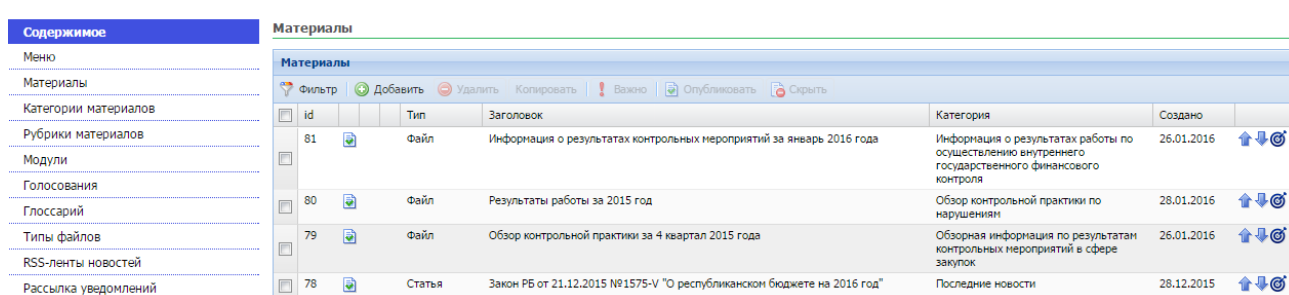 Содержимое
Меню
Материалы
Категории материалов
Рубрики материалов
Модули
Голосования
Глоссарий
Типы файлов
RSS-ленты новостей
Рассылка уведомлений
Материалы
Материалы
Фильтр Добавить Удалить Копировать Важно Опубликовать Скрыть
id Тип Заголовок Категория Создано
81 Файл Информация о результатах контрольных мероприятий за январь 2016 года Информация о результатах работы по 26.01.2016
осуществлению внутреннего
государственного финансового
контроля
80 Файл Результаты работы за 2015 год Обзор контрольной практики по 28.01.2016
нарушениям
79 Файл Обзор контрольной практики за 4 квартал 2015 года Обзорная информация по результатам 26.01.2016
контрольных мероприятий в сфере
закупок
78 Статья Закон РБ от 21.12.2015 №1575-V "О республиканском бюджете на 2016 год" Последние новости 28.12.2015